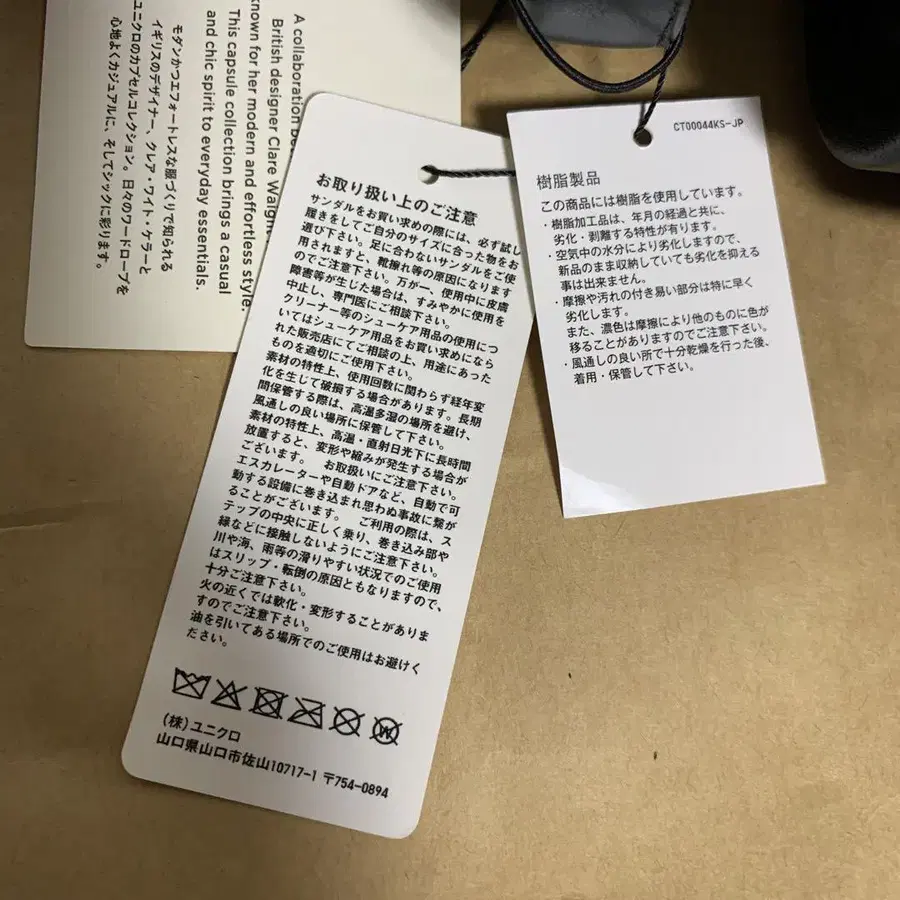 A collaboration
British designer Clare Waight
known for her modern and effortless style.
This capsule collection brings a casual
and chic spirit to everyday essentials.
モダンかつエフォートレスな服づくりで知られる
イギリスのデザイナー、クレア・ワイト・ケラーと
ユニクロのカプセルコレクション。日々のワードローブを
心地よくカジュアルに、そしてシックに彩ります。
お取り扱い上のご注意
サンダルをお買い求めの際には、必ず試し
履きをしてご自分のサイズに合った物をお
選び下さい。足に合わないサンダルをご使
用されますと、靴擦れ等の原因になります
のでご注意下さい。万が一、使用中に皮膚
障害等が生じた場合は、すみやかに使用を
中止し、専門医にご相談下さい。
クリーナー等のシューケア用品の使用につ
いてはシューケア用品をお買い求めになら
れた販売店にてご相談の上、用途にあった
ものを適切にご使用下さい。
素材の特性上、使用回数に関わらず経年変
化を生じて破損する場合があります。長期
間保管する際は、高温多湿の場所を避け、
風通しの良い場所に保管して下さい。
素材の特性上、高温・直射日光下に長時間
放置すると、変形や縮みが発生する場合が
ございます。 お取扱いにご注意下さい。
エスカレーターや自動ドアなど、自動で可
動する設備に巻き込まれ思わぬ事故に繋が
ることがございます。 ご利用の際は、ス
テップの中央に正しく乗り、巻き込み部や
縁などに接触しないようにご注意下さい。
川や海、雨等の滑りやすい状況でのご使用
はスリップ・転倒の原因ともなりますので、
十分ご注意下さい。
火の近くでは軟化・変形することがありま
すのでご注意下さい。
油を引いてある場所でのご使用はお避けく
ださい。
W
(株)ユニクロ
山口県山口市佐山10717-1 〒754-0894
CT00044KS-JP
樹脂製品
この商品には樹脂を使用しています。
・樹脂加工品は、年月の経過と共に、
劣化・剥離する特性が有ります。
・空気中の水分により劣化しますので、
新品のまま収納していても劣化を抑える
事は出来ません。
・摩擦や汚れの付き易い部分は特に早く
劣化します。
また、濃色は摩擦により他のものに色が
移ることがありますのでご注意下さい。
・風通しの良い所で十分乾燥を行った後、
着用・保管して下さい。